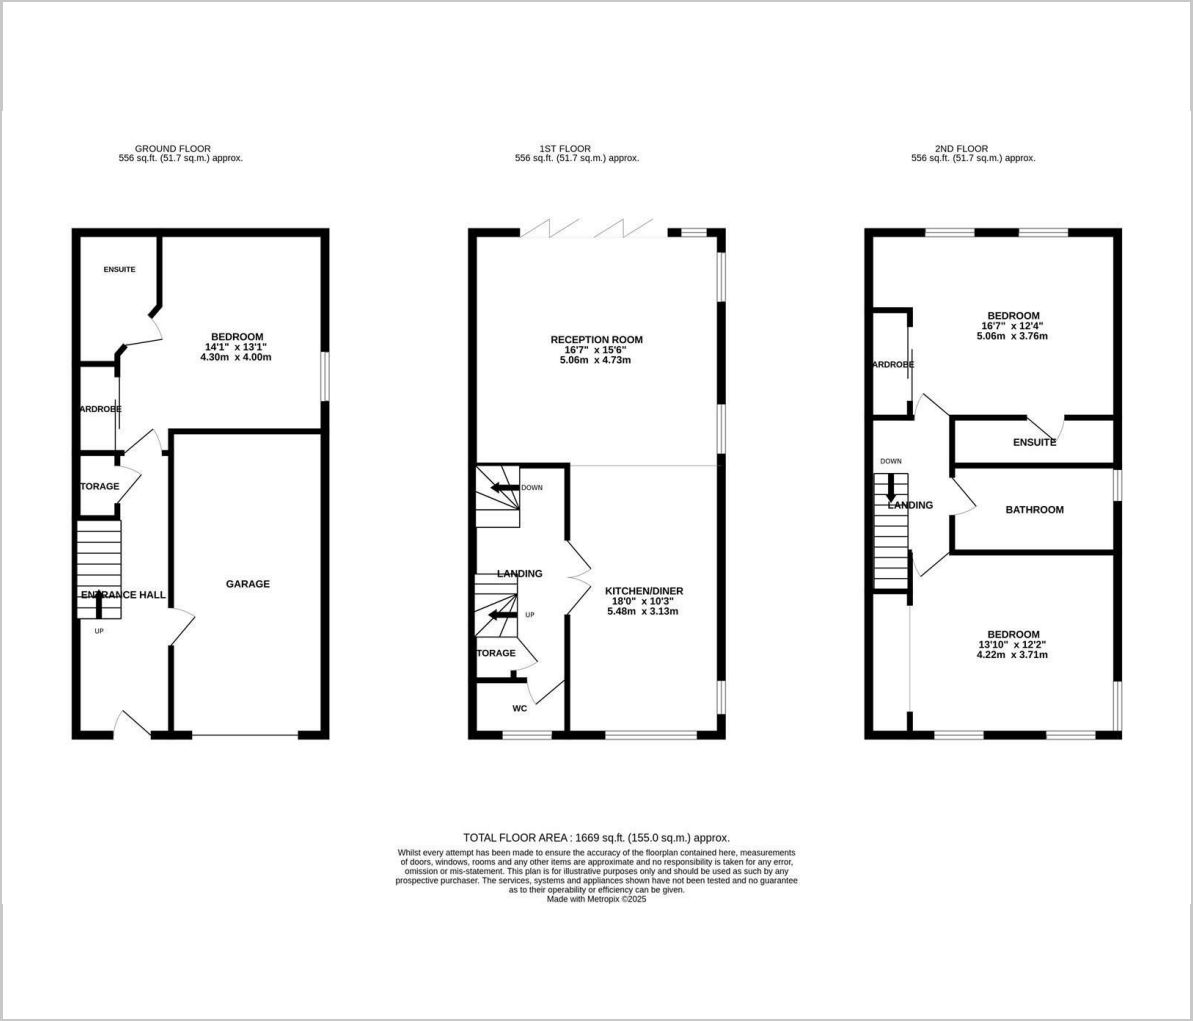 GROUND FLOOR
556 sq.ft. (51.7 sq.m.) approx.
ENSUITE
BEDROOM
14'1" x 13'1"
4.30m x 4.00m
ARDROBE
TORAGE
ENTRANCE HALL
UP
GARAGE
1ST FLOOR
556 sq.ft. (51.7 sq.m.) approx.
RECEPTION ROOM
16'7" x 15'6"
5.06m x 4.73m
DOWN
LANDING
KITCHEN/DINER
18'0" x 10'3"
5.48m x 3.13m
UP
TORAGE
WC
2ND FLOOR
556 sq.ft. (51.7 sq.m.) approx.
BEDROOM
16'7" x 12'4"
5.06m x 3.76m
ARDROBE
ENSUITE
DOWN
LANDING
BATHROOM
BEDROOM
13'10" x 12'2"
4.22m x 3.71m
TOTAL FLOOR AREA : 1669 sq.ft. (155.0 sq.m.) approx.
Whilst every attempt has been made to ensure the accuracy of the floorplan contained here, measurements
of doors, windows, rooms and any other items are approximate and no responsibility is taken for any error,
omission or mis-statement. This plan is for illustrative purposes only and should be used as such by any
prospective purchaser. The services, systems and appliances shown have not been tested and no guarantee
as to their operability or efficiency can be given.
Made with Metropix ©2025